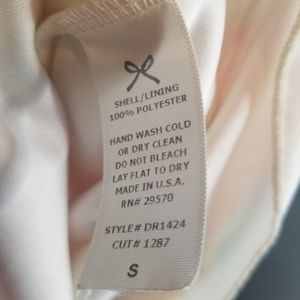 SHELL/LINING
100% POLYESTER
HAND WASH COLD
OR DRY CLEAN
DO NOT BLEACH
LAY FLAT TO DRY
MADE IN U.S.A.
RN# 29570
STYLE# DR1424
CUT# 1287
S